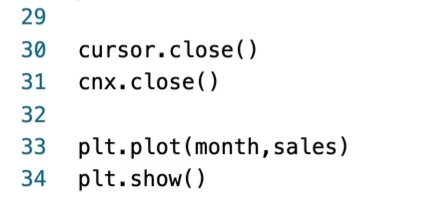 29
30 cursor.close()
31 cnx.close()
32
33 plt.plot(month,sales)
34 plt.show()